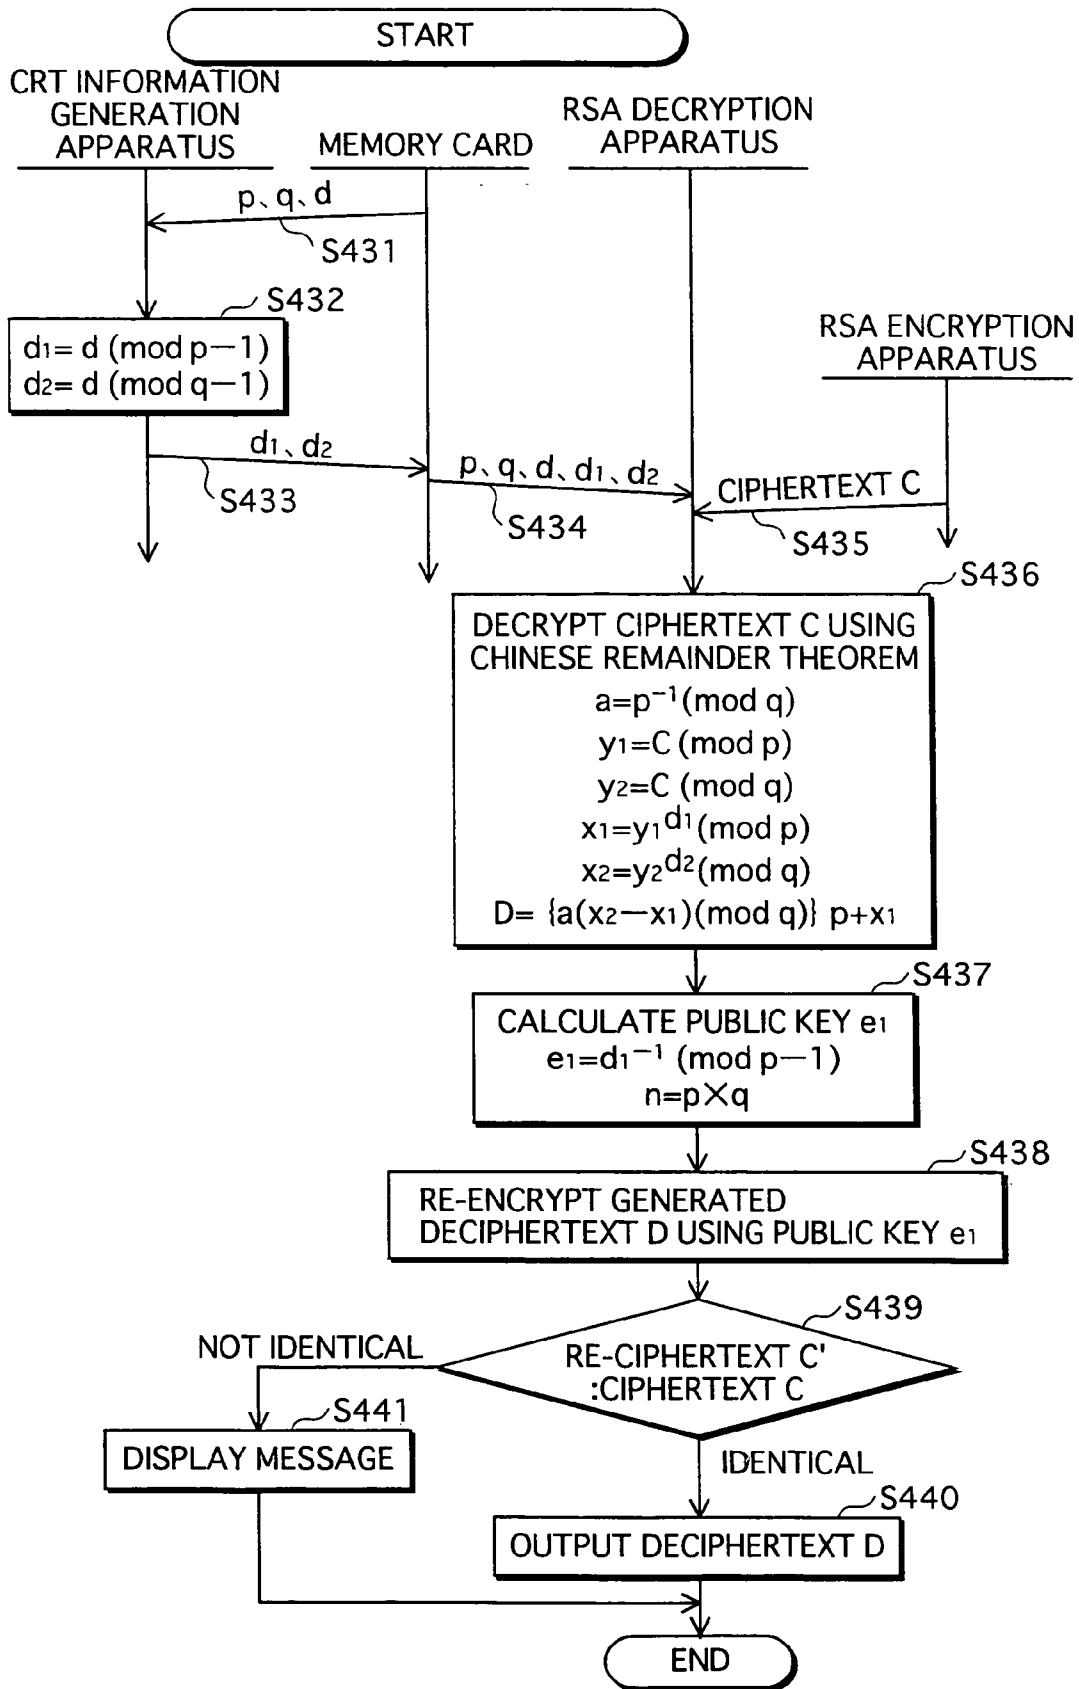 START
CRT INFORMATION
GENERATION
APPARATUS
MEMORY CARD
RSA DECRYPTION
APPARATUS
p、q、d
S431
S432
d1= d (mod p−1)
d2= d (mod q−1)
RSA ENCRYPTION
APPARATUS
d1、d2
S433
p、q、d、d1、d2
S434
CIPHERTEXT C
S435
S436
DECRYPT CIPHERTEXT C USING
CHINESE REMAINDER THEOREM
a=p⁻¹(mod q)
y1=C (mod p)
y2=C (mod q)
x1=y1^d1(mod p)
x2=y2^d2(mod q)
D= {a(x2−x1)(mod q)} p+x1
S437
CALCULATE PUBLIC KEY e1
e1=d1⁻¹ (mod p−1)
n=p×q
S438
RE-ENCRYPT GENERATED
DECIPHERTEXT D USING PUBLIC KEY e1
S439
RE-CIPHERTEXT C'
:CIPHERTEXT C
NOT IDENTICAL
S441
DISPLAY MESSAGE
IDENTICAL
S440
OUTPUT DECIPHERTEXT D
END